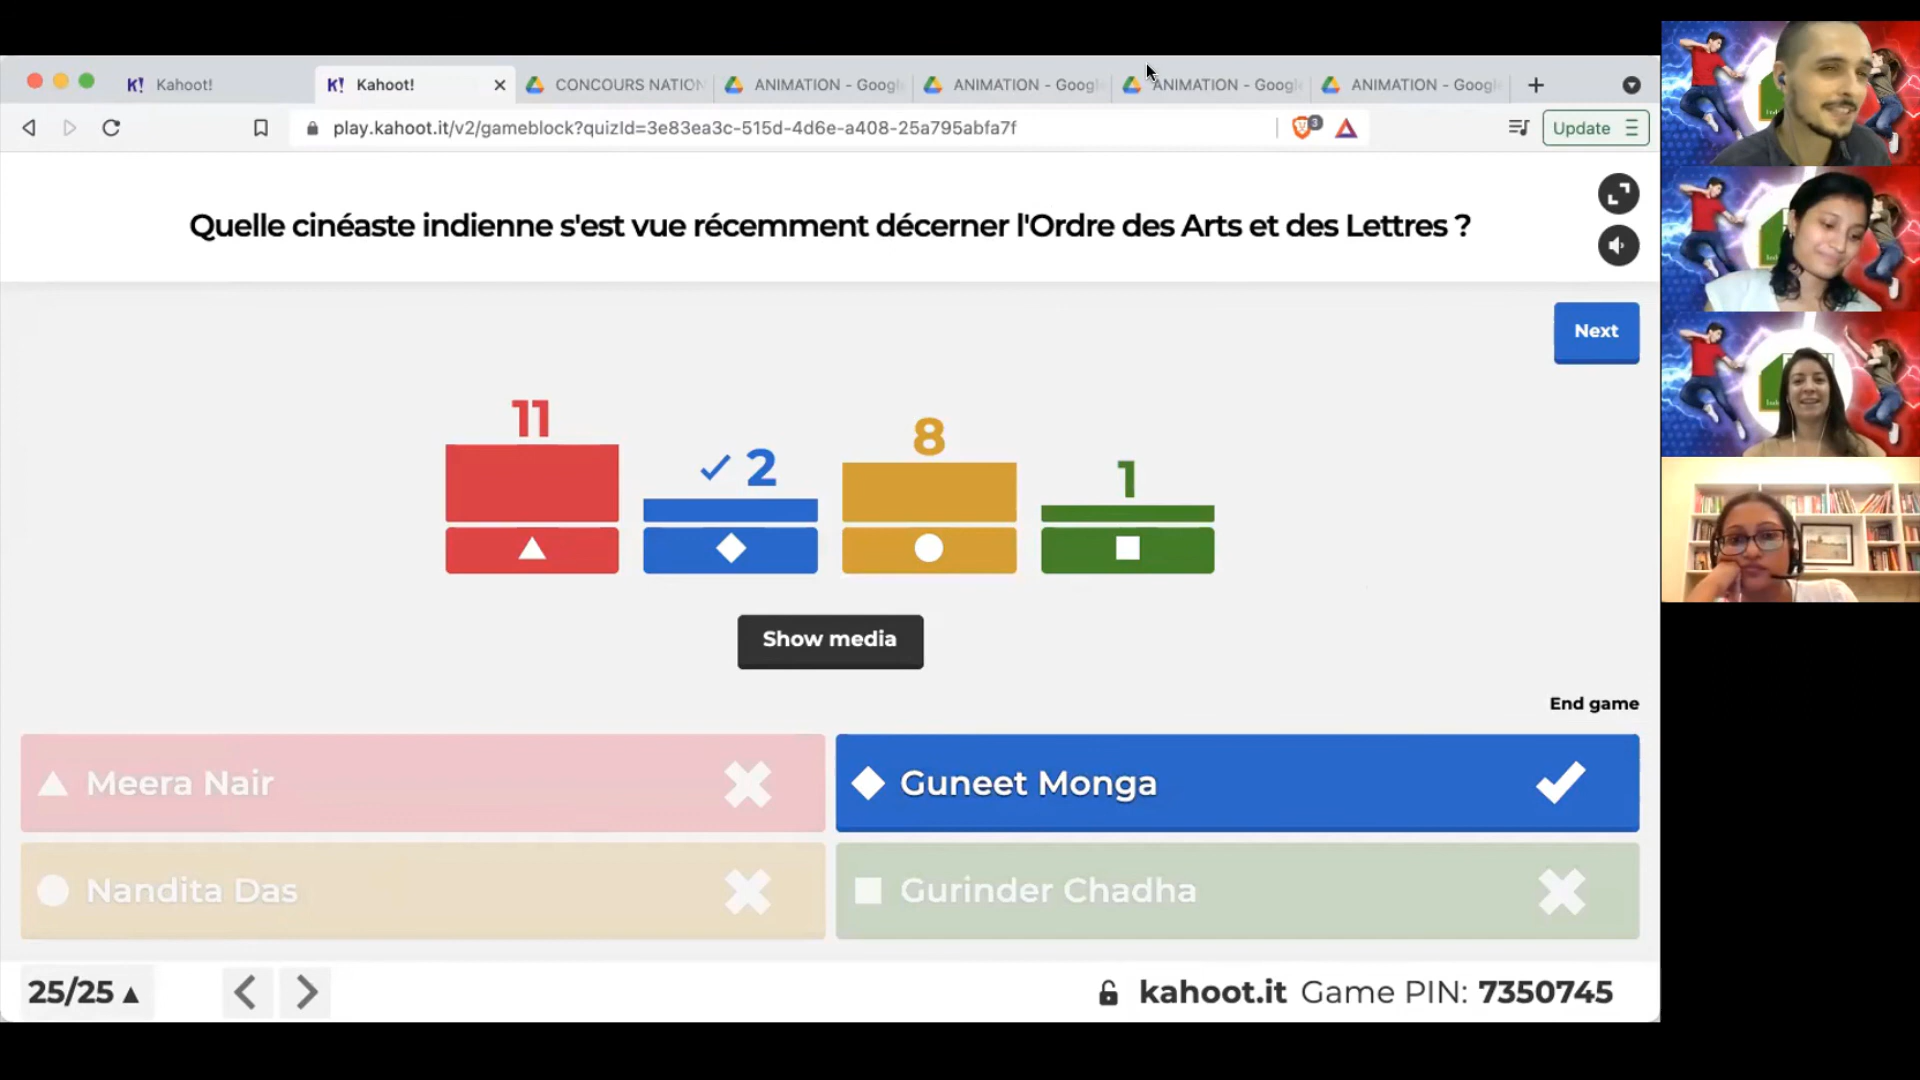 K! Kahoot!
K! Kahoot!
CONCOURS NATION
ANIMATION - Googl
ANIMATION - Googl
ANIMATION - Googl
ANIMATION - Googl
play.kahoot.it/v2/gameblock?quizId=3e83ea3c-515d-4d6e-a408-25a795abfa7f
3
Update
Quelle cinéaste indienne s'est vue récemment décerner l'Ordre des Arts et des Lettres ?
Next
11
2
8
1
Show media
End game
Meera Nair
Guneet Monga
Nandita Das
Gurinder Chadha
25/25
kahoot.it Game PIN: 7350745